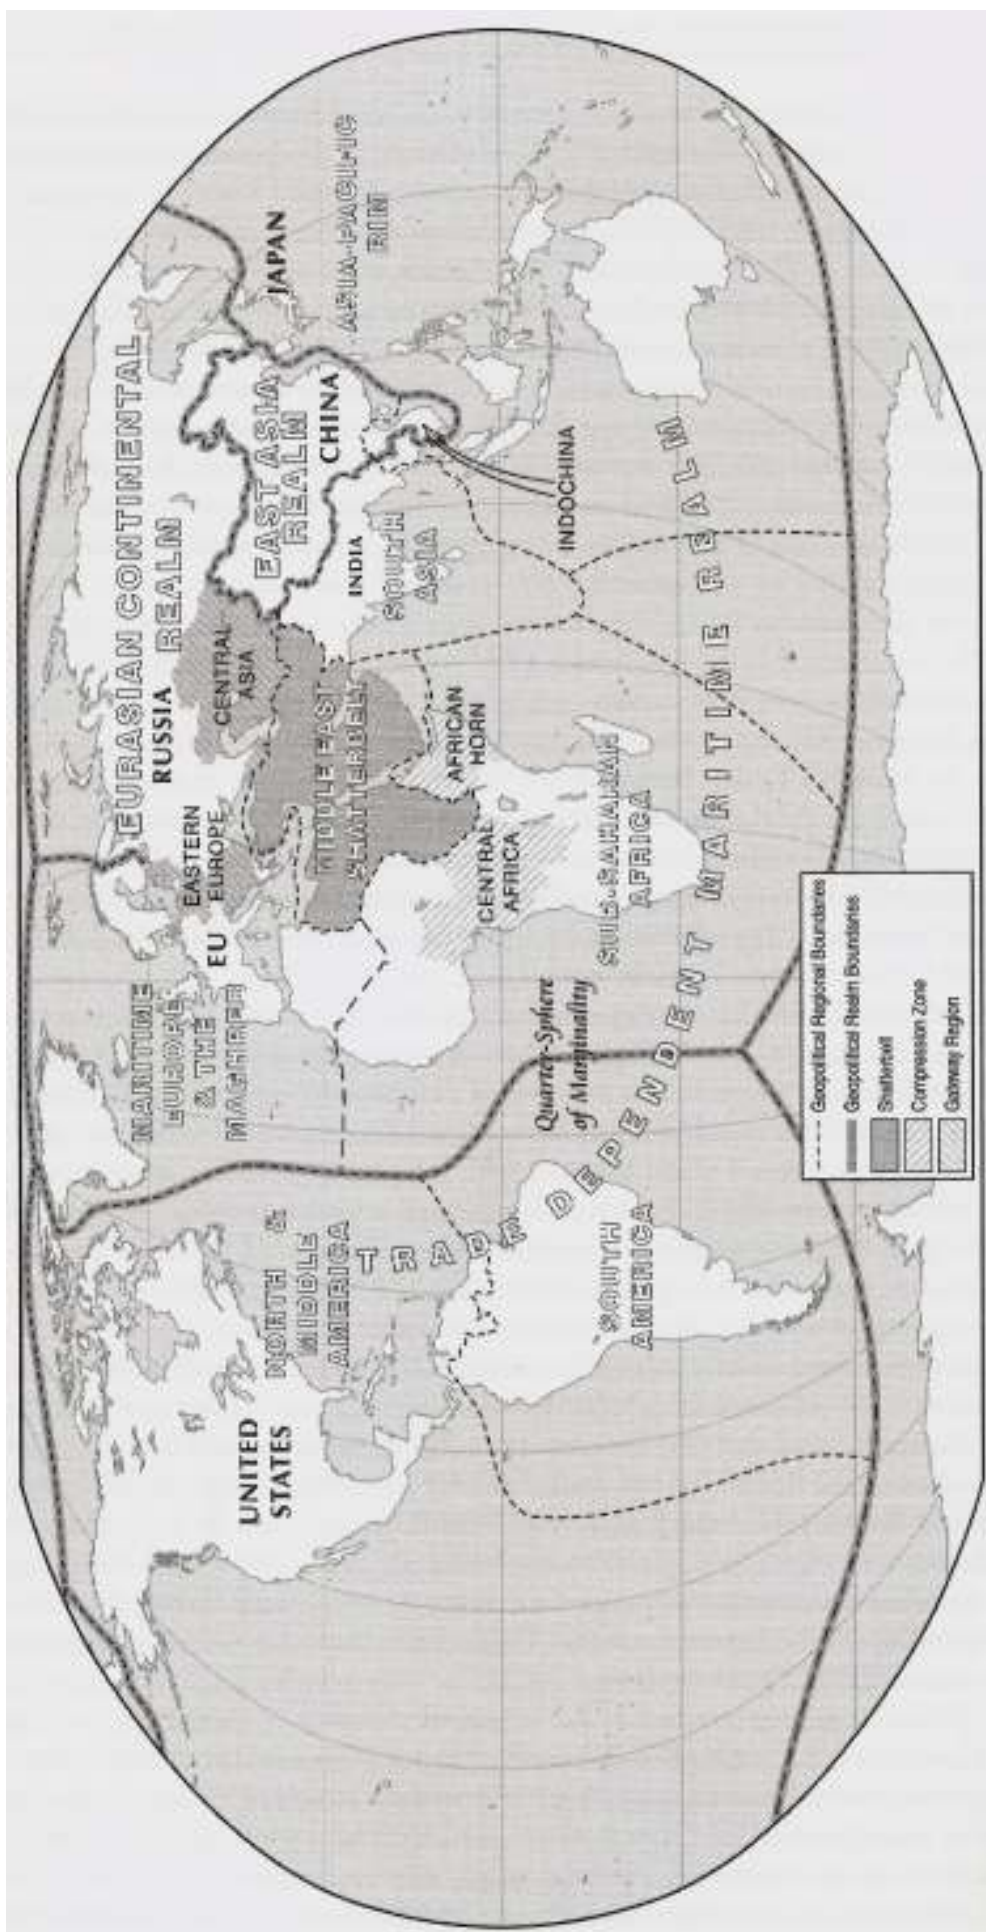 EURASIAN CONTINENTAL
REALM
RUSSIA
MARITIME
EUROPE
& THE
MAGHREB
EU
EASTERN
EUROPE
CENTRAL
ASIA
EAST ASIA
REALM
CHINA
JAPAN
ASIA-PACIFIC
RIM
UNITED
STATES
NORTH &
MIDDLE
AMERICA
MIDDLE EAST
SHATTERBELT
INDIA
SOUTH
ASIA
INDOCHINA
AFRICAN
HORN
CENTRAL
AFRICA
SUB-SAHARAN
AFRICA
Quarter-Sphere
of Marginality
SOUTH
AMERICA
TRADE DEPENDENT MARITIME REALM
Geopolitical Regional Boundaries
Geopolitical Realm Boundaries
Shatterbelt
Compression Zone
Gateway Region